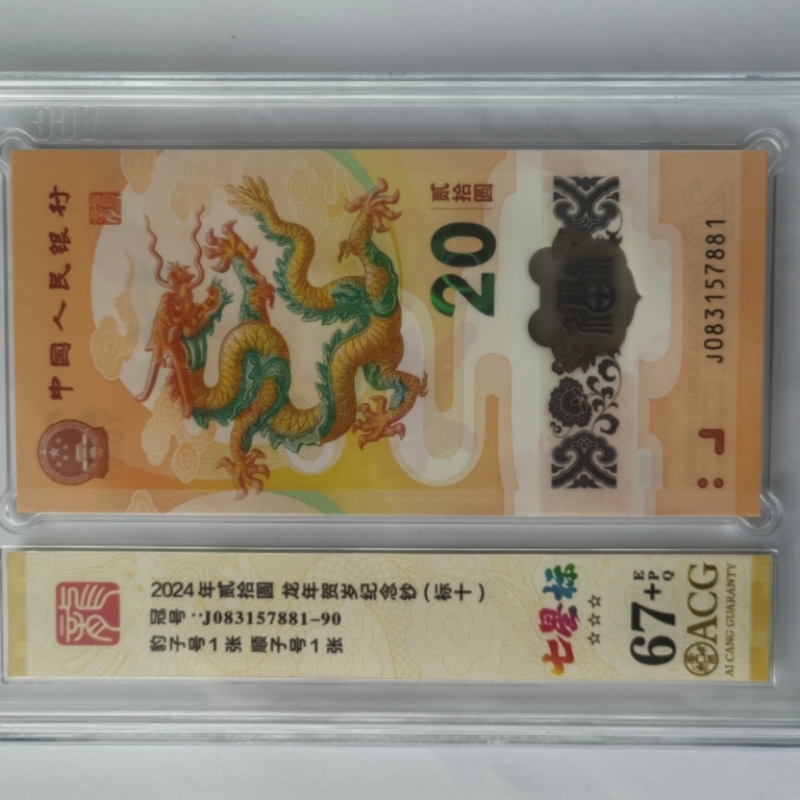 中国人民银行
贰拾圆
20
福
J083157881
龍
2024年贰拾圆 龙年贺岁纪念钞(标十)
冠号:J083157881-90
豹子号1张 顺子号1张
七星标
☆☆☆
67+
EPQ
ACG
AI CANG GUARANTY